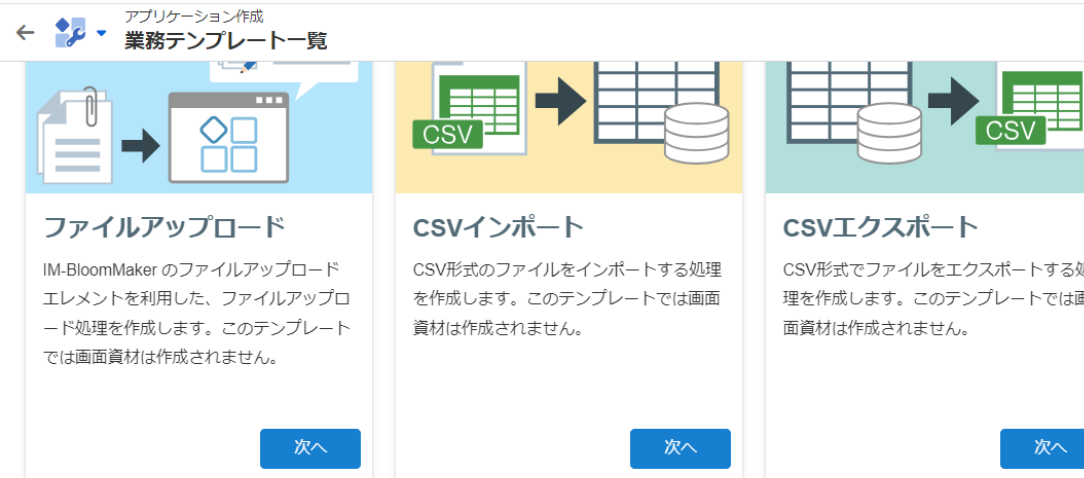 アプリケーション作成
業務テンプレート一覧
CSV
CSV
ファイルアップロード
IM-BloomMaker のファイルアップロード
エレメントを利用した、ファイルアップロ
ード処理を作成します。このテンプレート
では画面資材は作成されません。
次へ
CSVインポート
CSV形式のファイルをインポートする処理
を作成します。このテンプレートでは画面
資材は作成されません。
次へ
CSVエクスポート
CSV形式でファイルをエクスポートする処
理を作成します。このテンプレートでは画
面資材は作成されません。
次へ